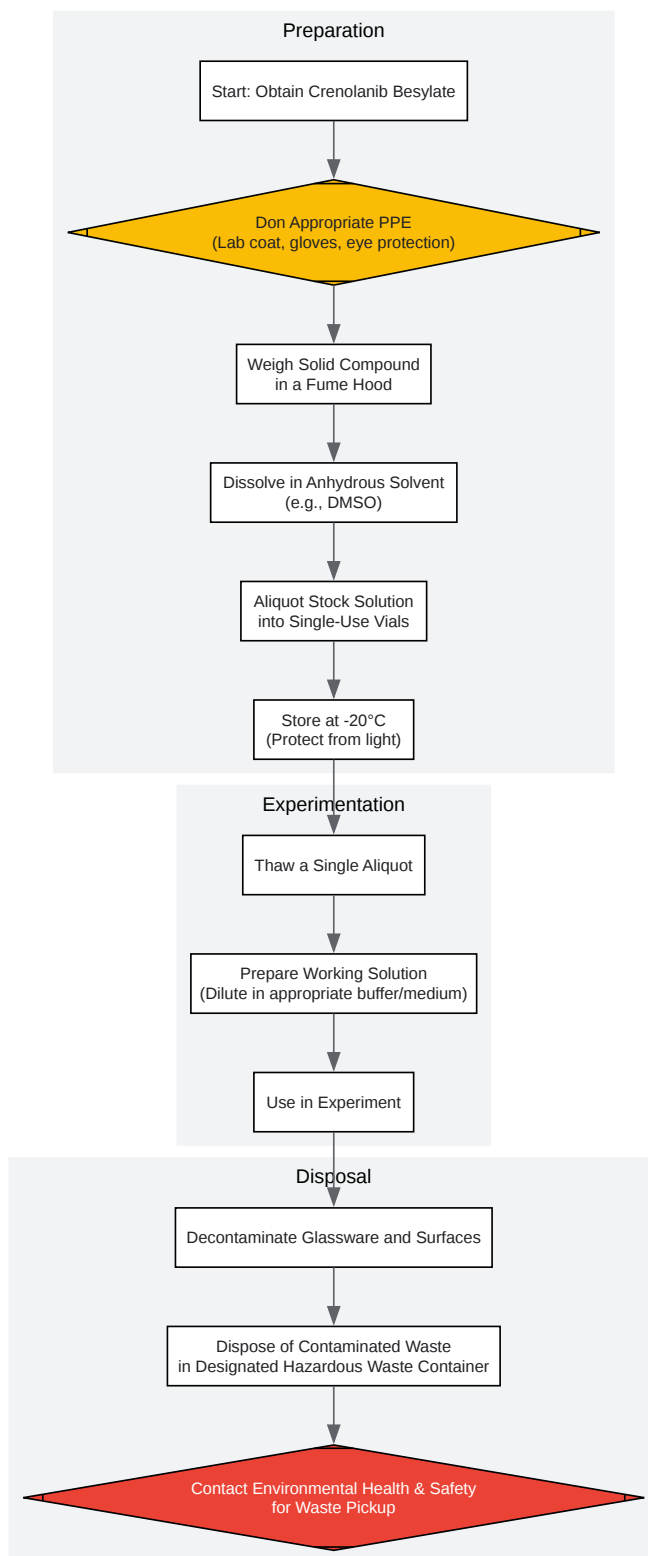 Preparation
Start: Obtain Crenolanib Besylate
Don Appropriate PPE
(Lab coat, gloves, eye protection)
Weigh Solid Compound
in a Fume Hood
Dissolve in Anhydrous Solvent
(e.g., DMSO)
Aliquot Stock Solution
into Single-Use Vials
Store at -20°C
(Protect from light)
Experimentation
Thaw a Single Aliquot
Prepare Working Solution
(Dilute in appropriate buffer/medium)
Use in Experiment
Disposal
Decontaminate Glassware and Surfaces
Dispose of Contaminated Waste
in Designated Hazardous Waste Container
Contact Environmental Health & Safety
for Waste Pickup